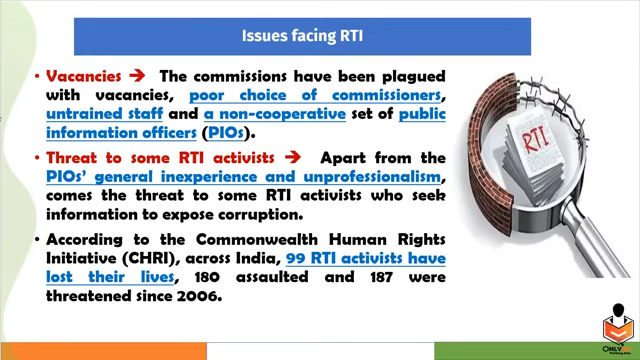 Issues facing RTI
• Vacancies ➔ The commissions have been plagued
with vacancies, poor choice of commissioners,
untrained staff and a non-cooperative set of public
information officers (PIOs).
• Threat to some RTI activists ➔ Apart from the
PIOs' general inexperience and unprofessionalism,
comes the threat to some RTI activists who seek
information to expose corruption.
• According to the Commonwealth Human Rights
Initiative (CHRI), across India, 99 RTI activists have
lost their lives, 180 assaulted and 187 were
threatened since 2006.
RTI
ONLY